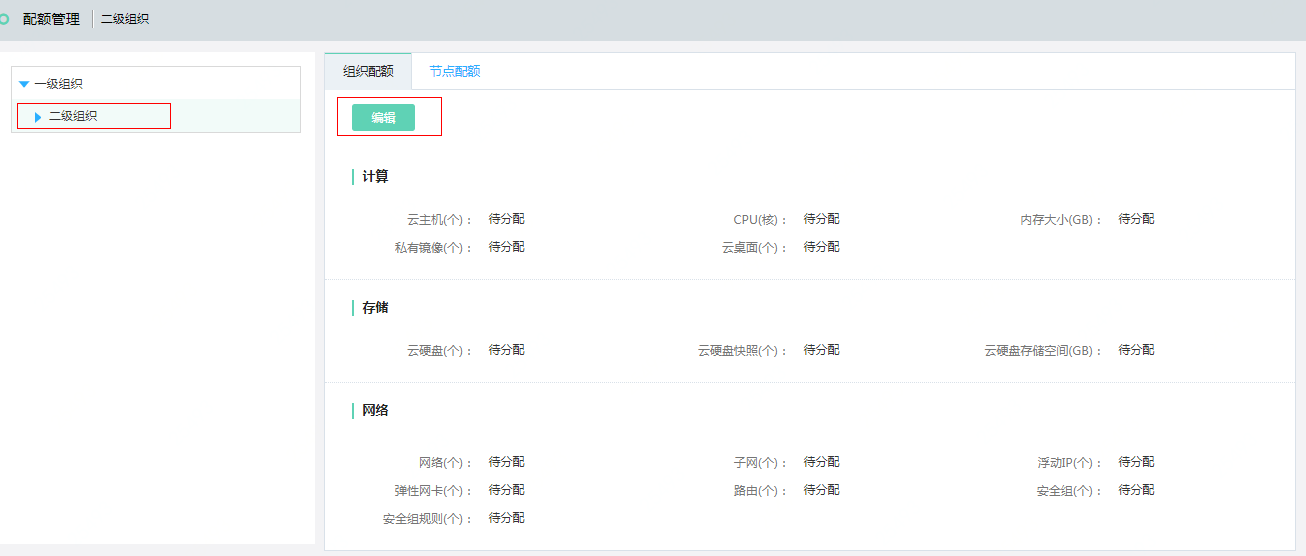 配额管理 二级组织
一级组织
二级组织
组织配额 节点配额
编辑
计算
云主机(个)： 待分配 CPU(核)： 待分配 内存大小(GB)： 待分配
私有镜像(个)： 待分配 云桌面(个)： 待分配
存储
云硬盘(个)： 待分配 云硬盘快照(个)： 待分配 云硬盘存储空间(GB)： 待分配
网络
网络(个)： 待分配 子网(个)： 待分配 浮动IP(个)： 待分配
弹性网卡(个)： 待分配 路由(个)： 待分配 安全组(个)： 待分配
安全组规则(个)： 待分配